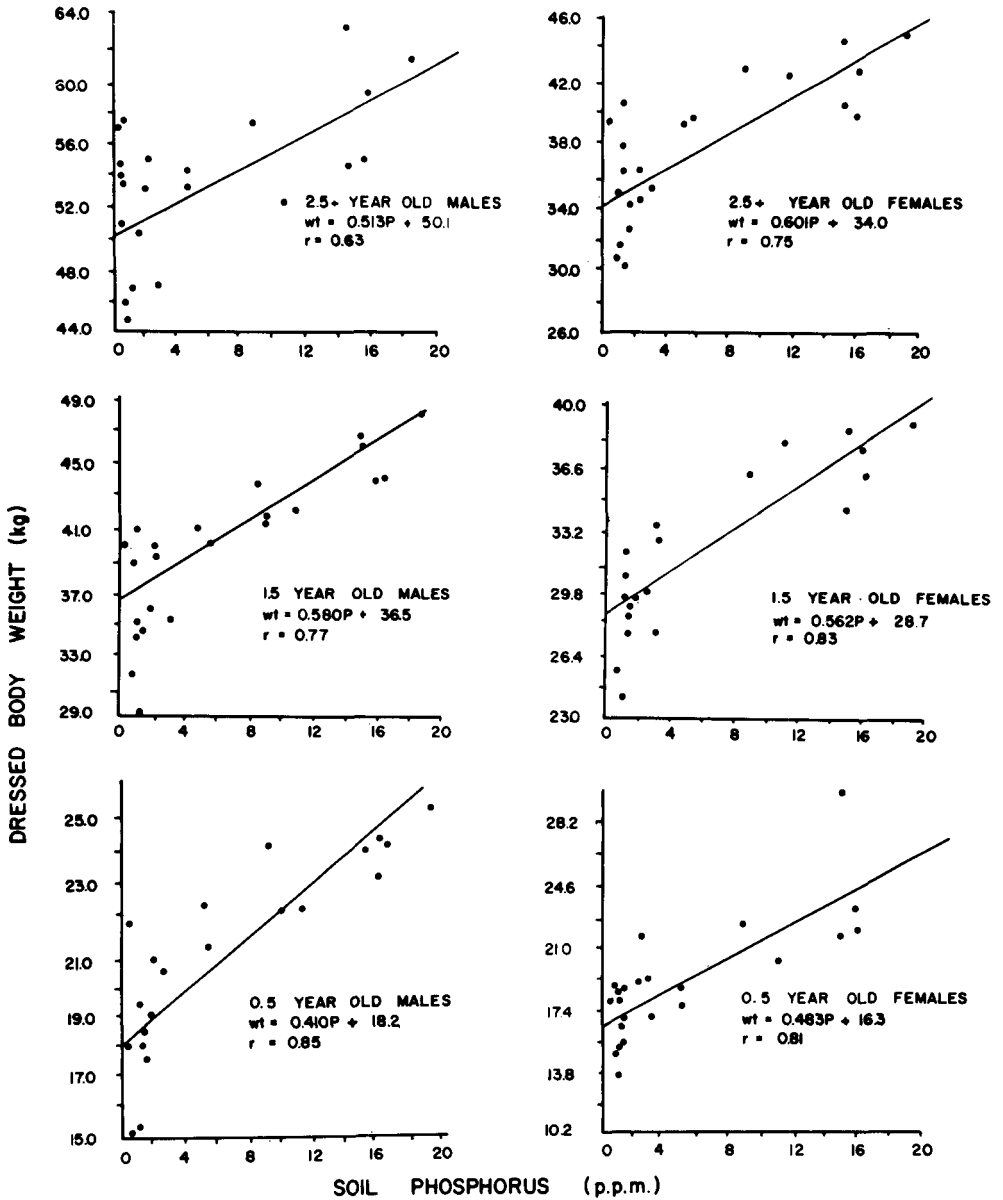 DRESSED BODY WEIGHT (kg)
64.0
60.0
56.0
52.0
48.0
44.0
0 4 8 12 16 20
2.5+ YEAR OLD MALES
wt = 0.513P + 50.1
r = 0.63
46.0
42.0
38.0
34.0
30.0
26.0
0 4 8 12 16 20
2.5+ YEAR OLD FEMALES
wt = 0.601P + 34.0
r = 0.75
49.0
45.0
41.0
37.0
33.0
29.0
0 4 8 12 16 20
1.5 YEAR OLD MALES
wt = 0.580P + 36.5
r = 0.77
40.0
36.6
33.2
29.8
26.4
23.0
0 4 8 12 16 20
1.5 YEAR OLD FEMALES
wt = 0.562P + 28.7
r = 0.83
25.0
23.0
21.0
19.0
17.0
15.0
0 4 8 12 16 20
0.5 YEAR OLD MALES
wt = 0.410P + 18.2
r = 0.85
28.2
24.6
21.0
17.4
13.8
10.2
0 4 8 12 16 20
0.5 YEAR OLD FEMALES
wt = 0.483P + 16.3
r = 0.81
SOIL PHOSPHORUS (p.p.m.)